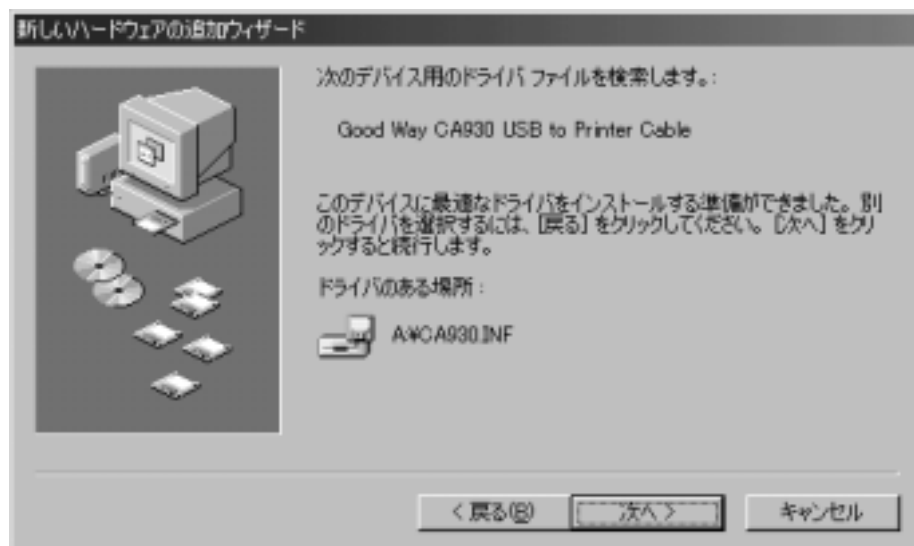 新しいハードウェアの追加ウィザード
次のデバイス用のドライバ ファイルを検索します。:
Good Way CA930 USB to Printer Cable
このデバイスに最適なドライバをインストールする準備ができました。別
のドライバを選択するには、[戻る] をクリックしてください。[次へ] をクリ
ックすると続行します。
ドライバのある場所 :
A:¥CA930.INF
< 戻る(B)
次へ >
キャンセル